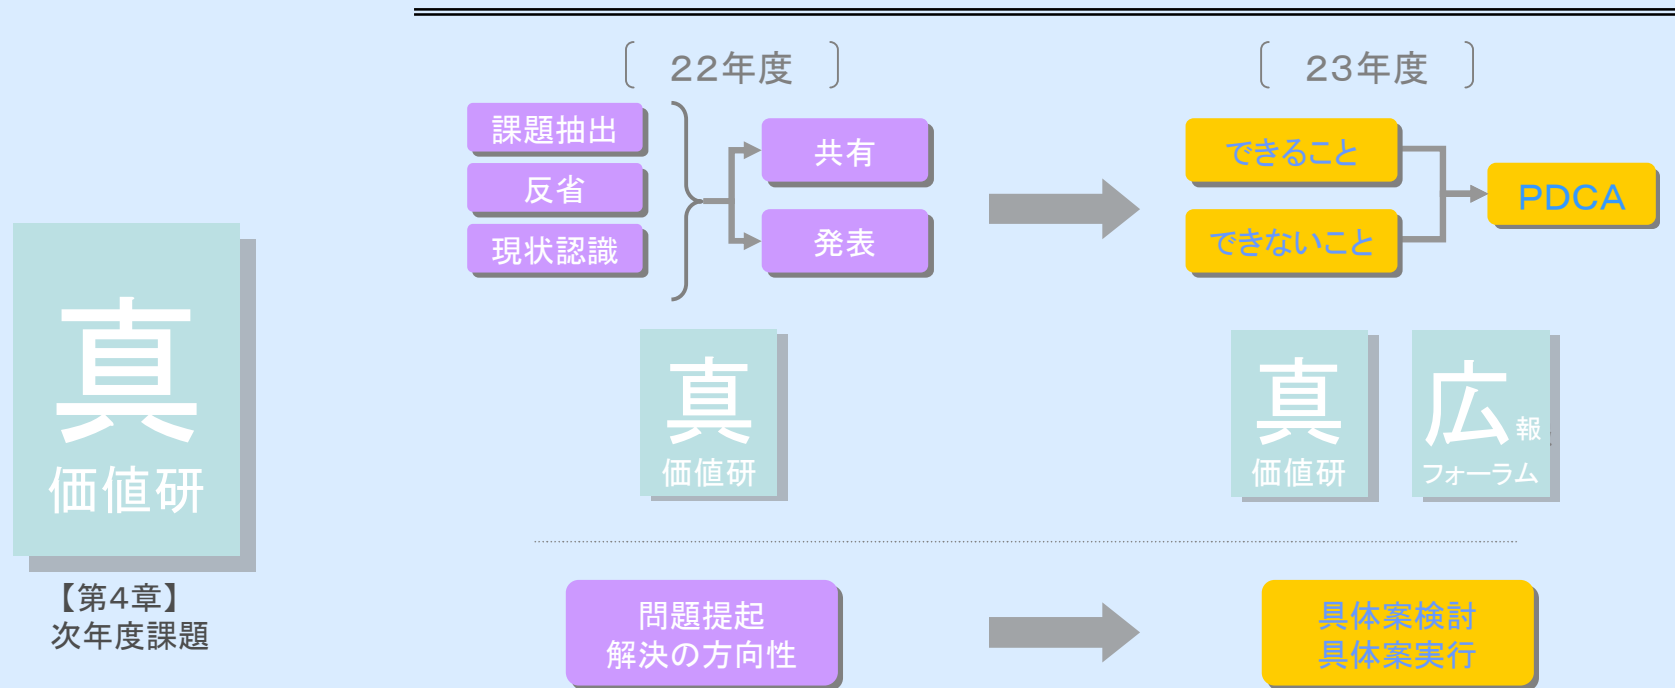 真
価値研
【第4章】
次年度課題
22年度
課題抽出
反省
現状認識
共有
発表
真
価値研
23年度
できること
できないこと
PDCA
真
価値研
広報
フォーラム
問題提起
解決の方向性
具体案検討
具体案実行